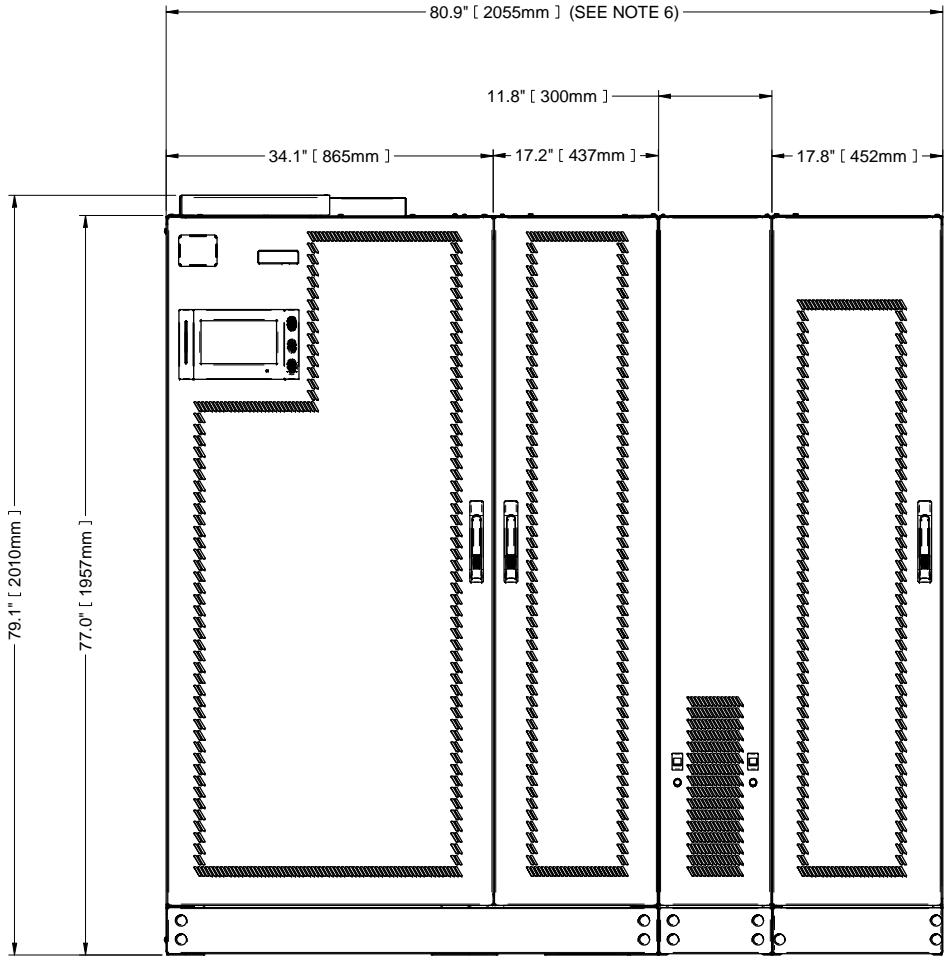 80.9" [ 2055mm ] (SEE NOTE 6)
11.8" [ 300mm ]
34.1" [ 865mm ]
17.2" [ 437mm ]
17.8" [ 452mm ]
79.1" [ 2010mm ]
77.0" [ 1957mm ]